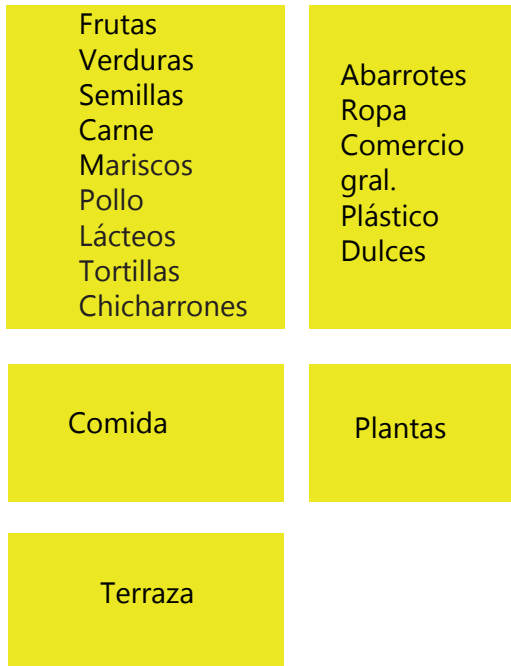 Frutas
Verduras
Semillas
Carne
Mariscos
Pollo
Lácteos
Tortillas
Chicharrones
Abarrotes
Ropa
Comercio
gral.
Plástico
Dulces
Comida
Plantas
Terraza